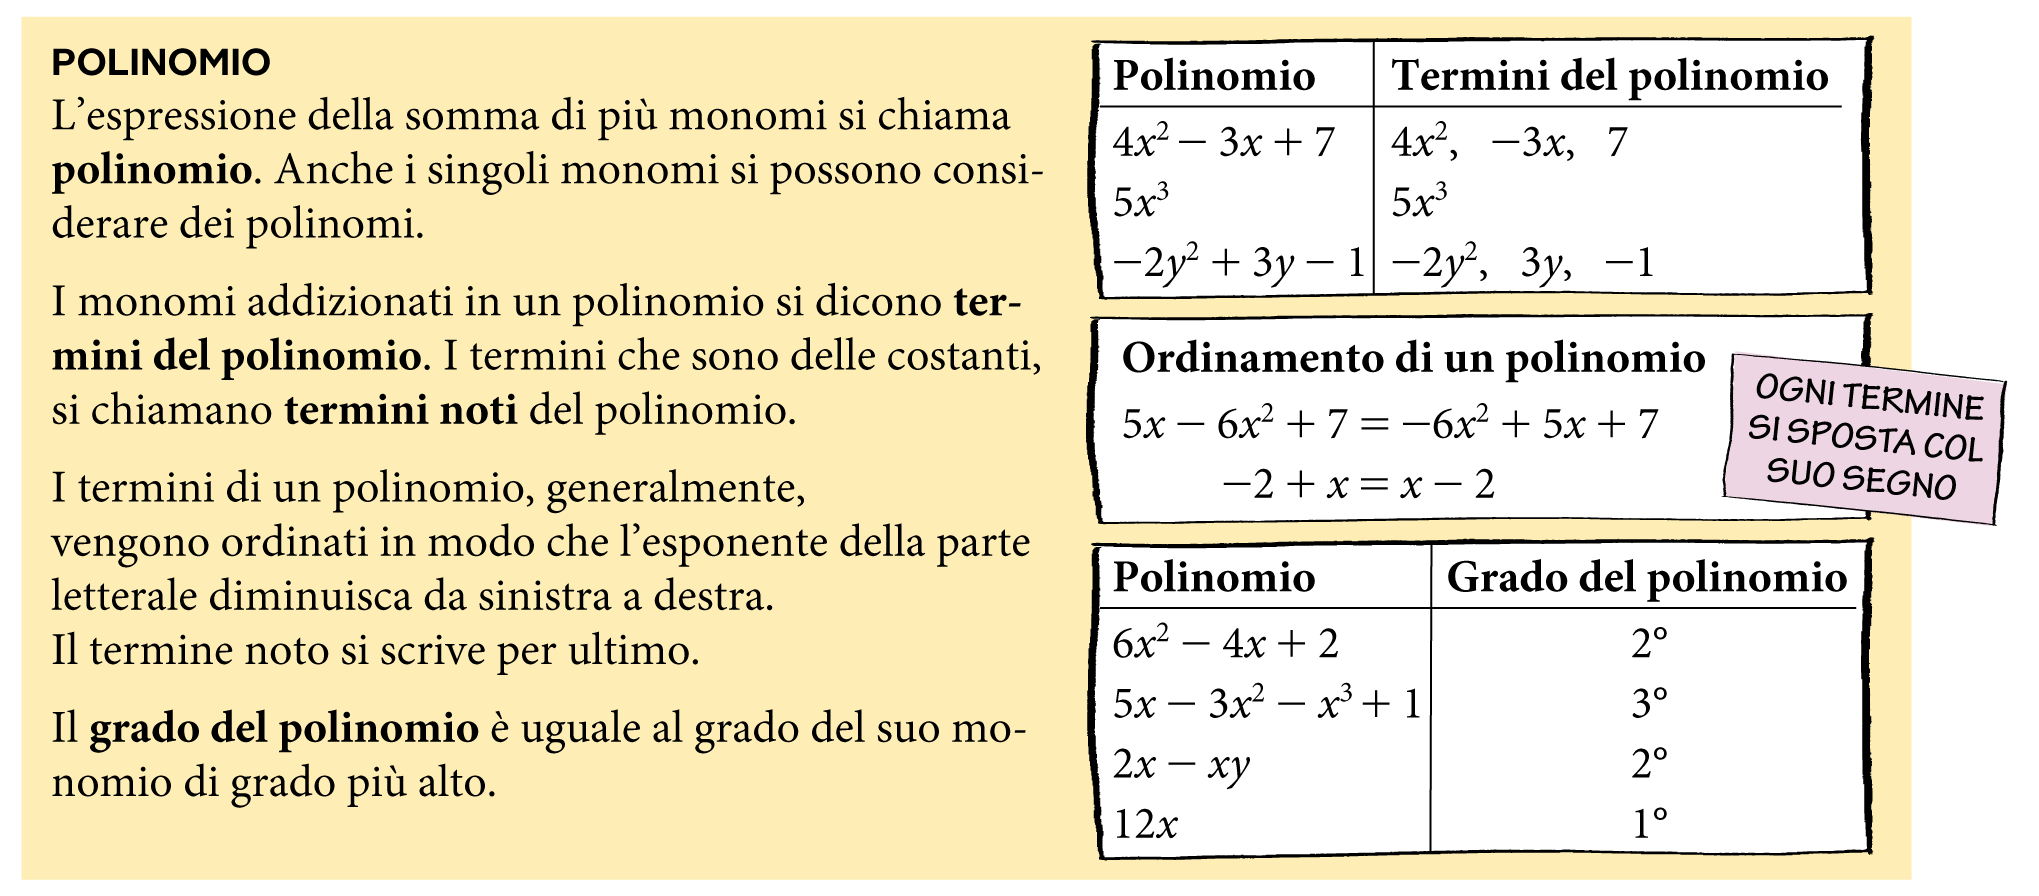 POLINOMIO
L’espressione della somma di più monomi si chiama
polinomio. Anche i singoli monomi si possono consi-
derare dei polinomi.
I monomi addizionati in un polinomio si dicono ter-
mini del polinomio. I termini che sono delle costanti,
si chiamano termini noti del polinomio.
I termini di un polinomio, generalmente,
vengono ordinati in modo che l’esponente della parte
letterale diminuisca da sinistra a destra.
Il termine noto si scrive per ultimo.
Il grado del polinomio è uguale al grado del suo mo-
nomio di grado più alto.
Polinomio Termini del polinomio
4x² − 3x + 7 4x², −3x, 7
5x³ 5x³
−2y² + 3y − 1 −2y², 3y, −1
Ordinamento di un polinomio
5x − 6x² + 7 = −6x² + 5x + 7
−2 + x = x − 2
OGNI TERMINE
SI SPOSTA COL
SUO SEGNO
Polinomio Grado del polinomio
6x² − 4x + 2 2°
5x − 3x² − x³ + 1 3°
2x − xy 2°
12x 1°